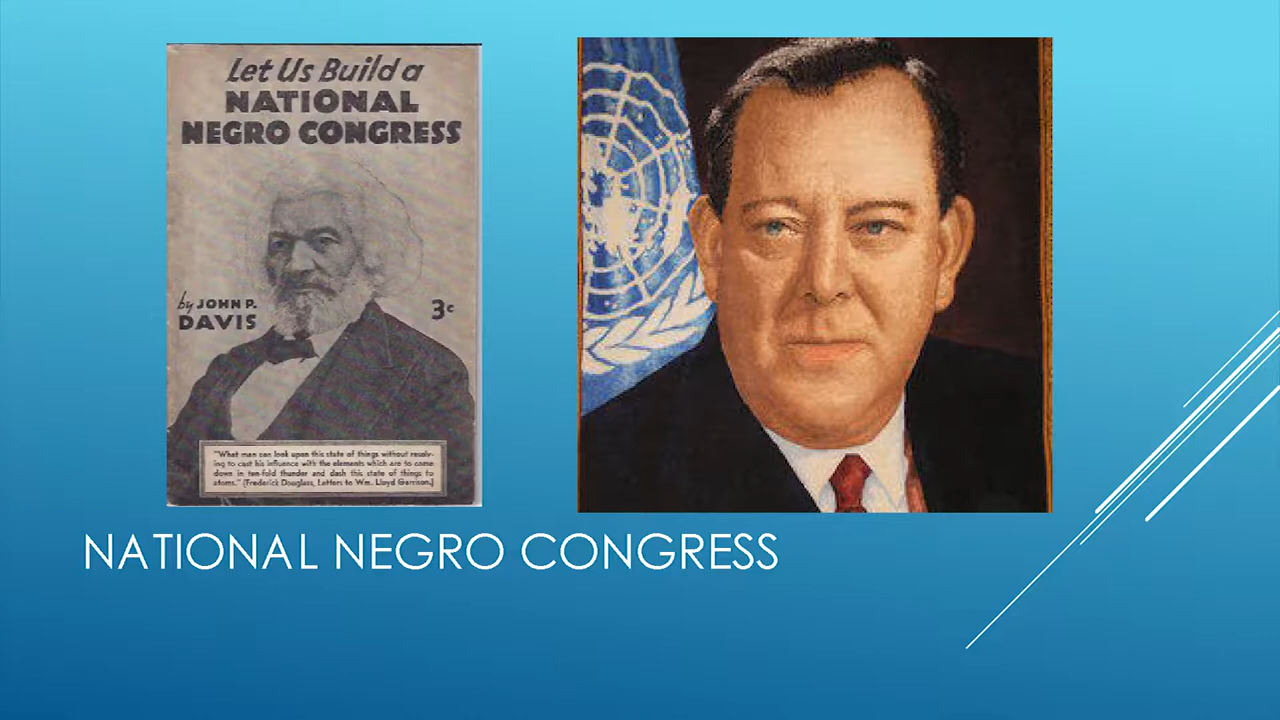 Let Us Build a
NATIONAL
NEGRO CONGRESS
by JOHN P.
DAVIS
3c
"What man can look upon this state of things without resolv-
ing to cast his influence with the elements which are to come
down in ten-fold thunder and dash this state of things to
atoms." (Frederick Douglass, Letters to Wm. Lloyd Garrison.)
NATIONAL NEGRO CONGRESS